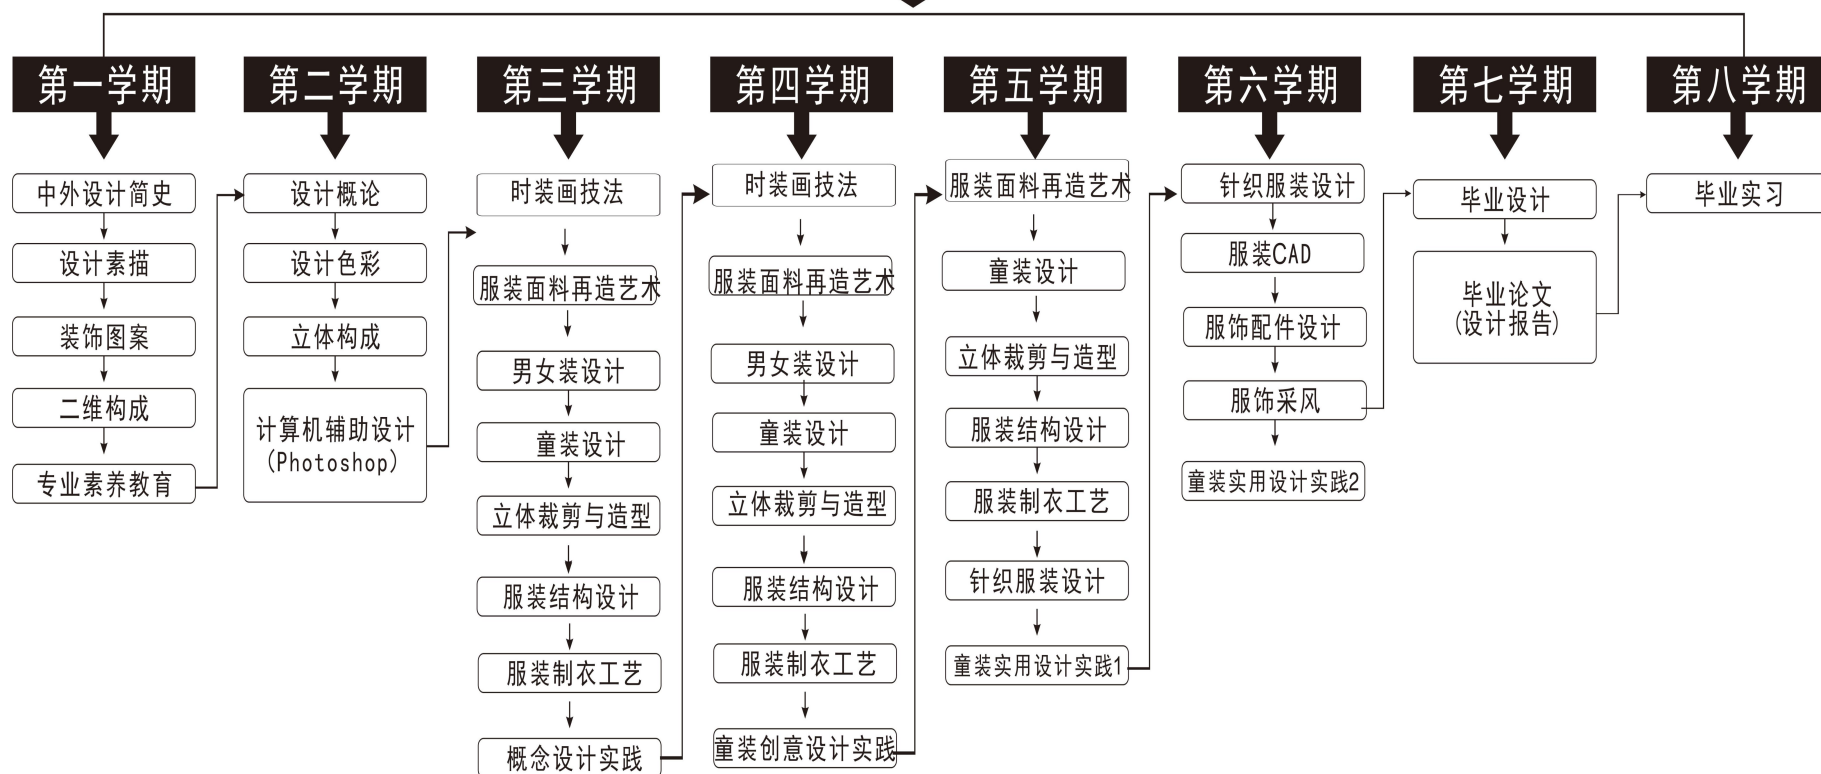 第一学期
中外设计简史
设计素描
装饰图案
二维构成
专业素养教育
第二学期
设计概论
设计色彩
立体构成
计算机辅助设计
(Photoshop)
第三学期
时装画技法
服装面料再造艺术
男女装设计
童装设计
立体裁剪与造型
服装结构设计
服装制衣工艺
概念设计实践
第四学期
时装画技法
服装面料再造艺术
男女装设计
童装设计
立体裁剪与造型
服装结构设计
服装制衣工艺
童装创意设计实践
第五学期
服装面料再造艺术
童装设计
立体裁剪与造型
服装结构设计
服装制衣工艺
针织服装设计
童装实用设计实践1
第六学期
针织服装设计
服装CAD
服饰配件设计
服饰采风
童装实用设计实践2
第七学期
毕业设计
毕业论文
(设计报告)
第八学期
毕业实习